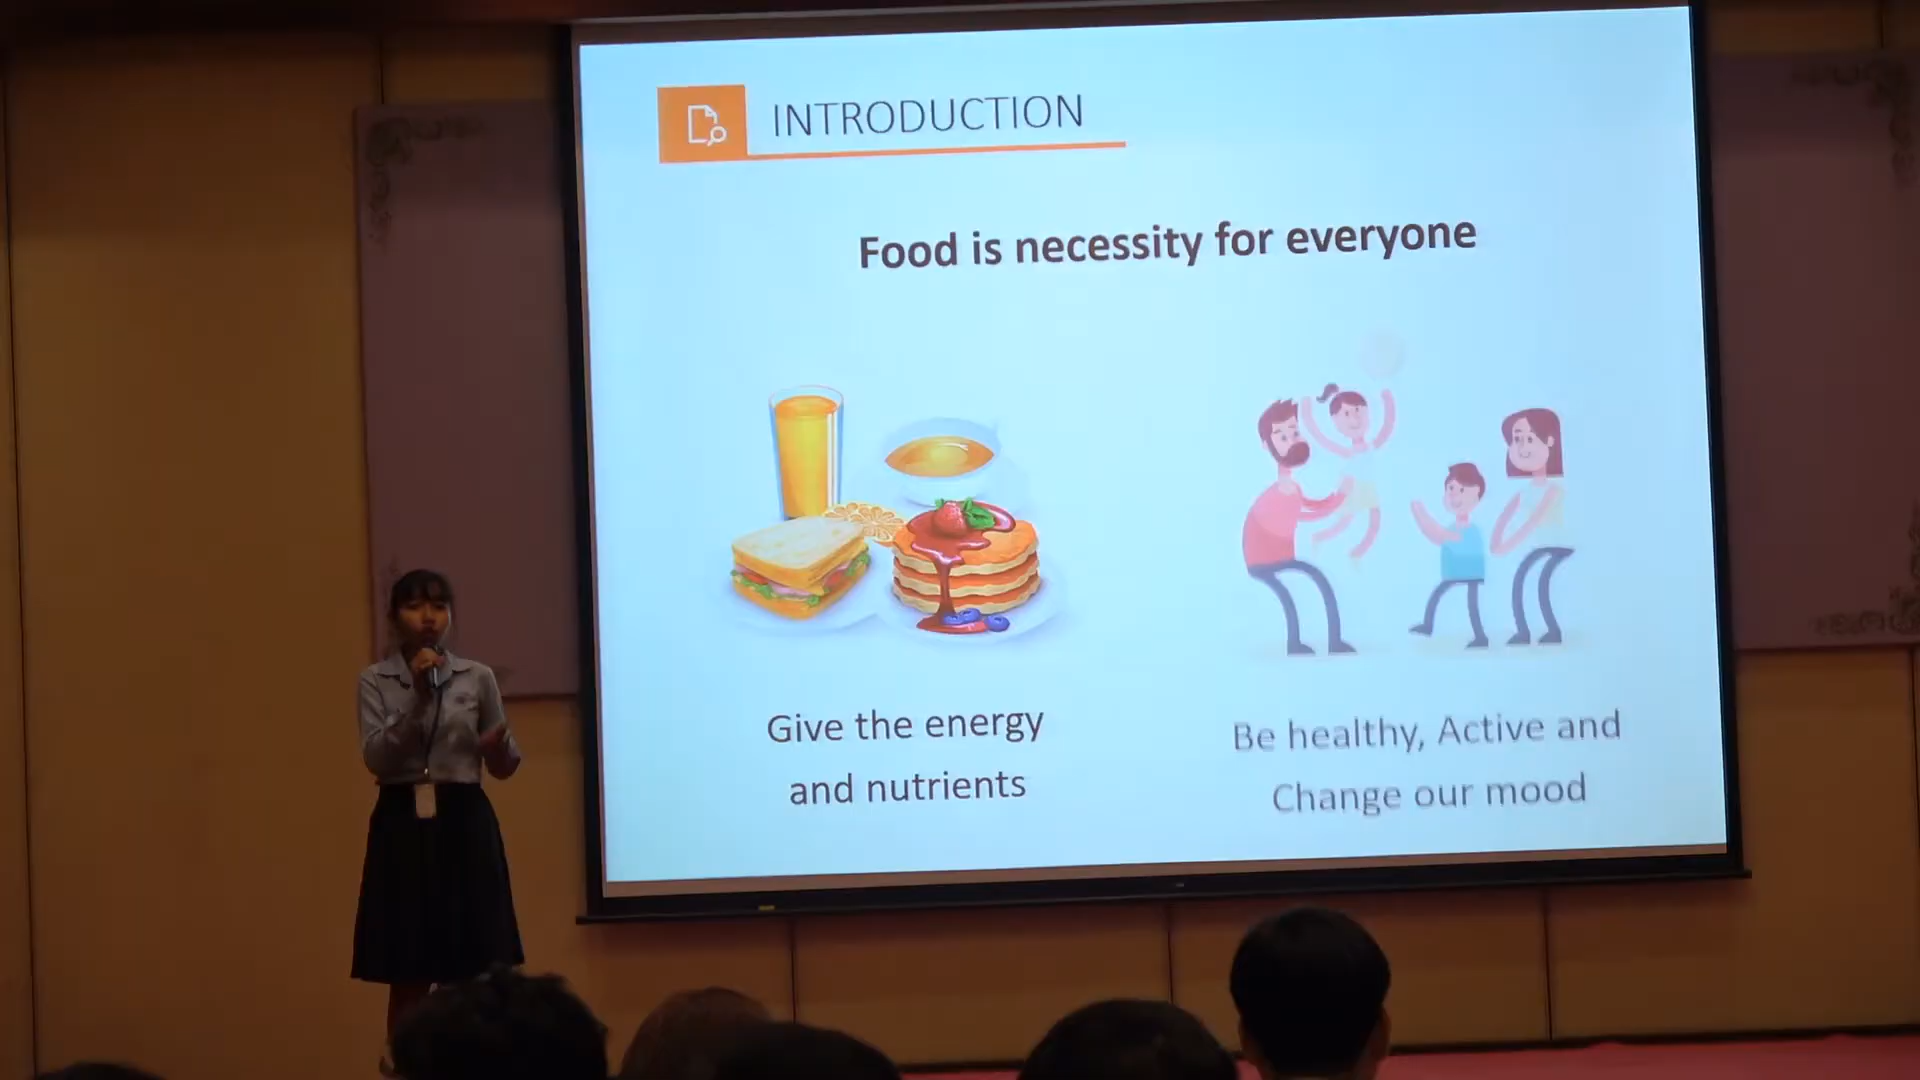 INTRODUCTION
Food is necessity for everyone
Give the energy
and nutrients
Be healthy, Active and
Change our mood